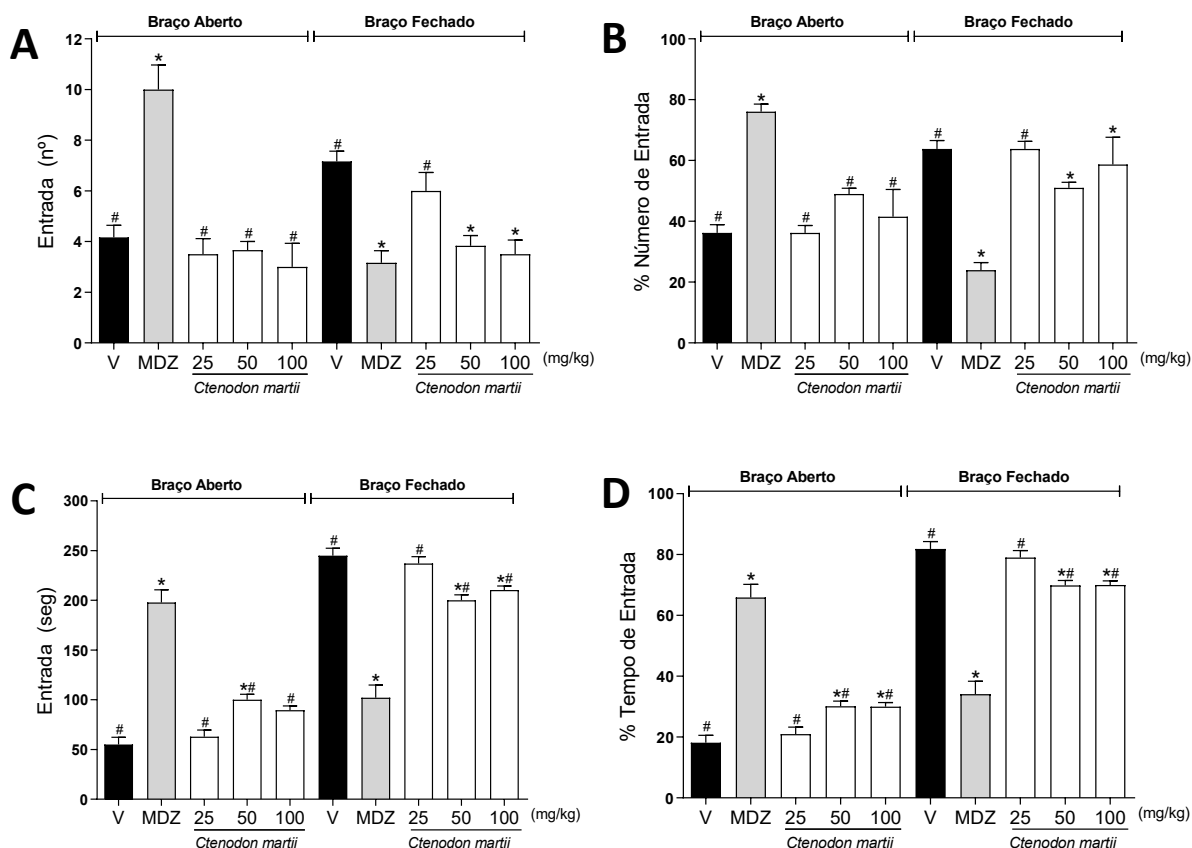 A
Braço Aberto Braço Fechado
Entrada (nº)
12
10
8
6
4
2
0
* # # # # # # * # * *
V MDZ 25 50 100 V MDZ 25 50 100 (mg/kg)
Ctenodon martii Ctenodon martii
B
Braço Aberto Braço Fechado
% Número de Entrada
80
60
40
20
0
# * # # # # * # * *
V MDZ 25 50 100 V MDZ 25 50 100 (mg/kg)
Ctenodon martii Ctenodon martii
C
Braço Aberto Braço Fechado
Entrada (seg)
300
250
200
150
100
50
0
# * # *# # # * # *# *#
V MDZ 25 50 100 V MDZ 25 50 100 (mg/kg)
Ctenodon martii Ctenodon martii
D
Braço Aberto Braço Fechado
% Tempo de Entrada
100
80
60
40
20
0
# * # *# *# # * # *# *#
V MDZ 25 50 100 V MDZ 25 50 100 (mg/kg)
Ctenodon martii Ctenodon martii